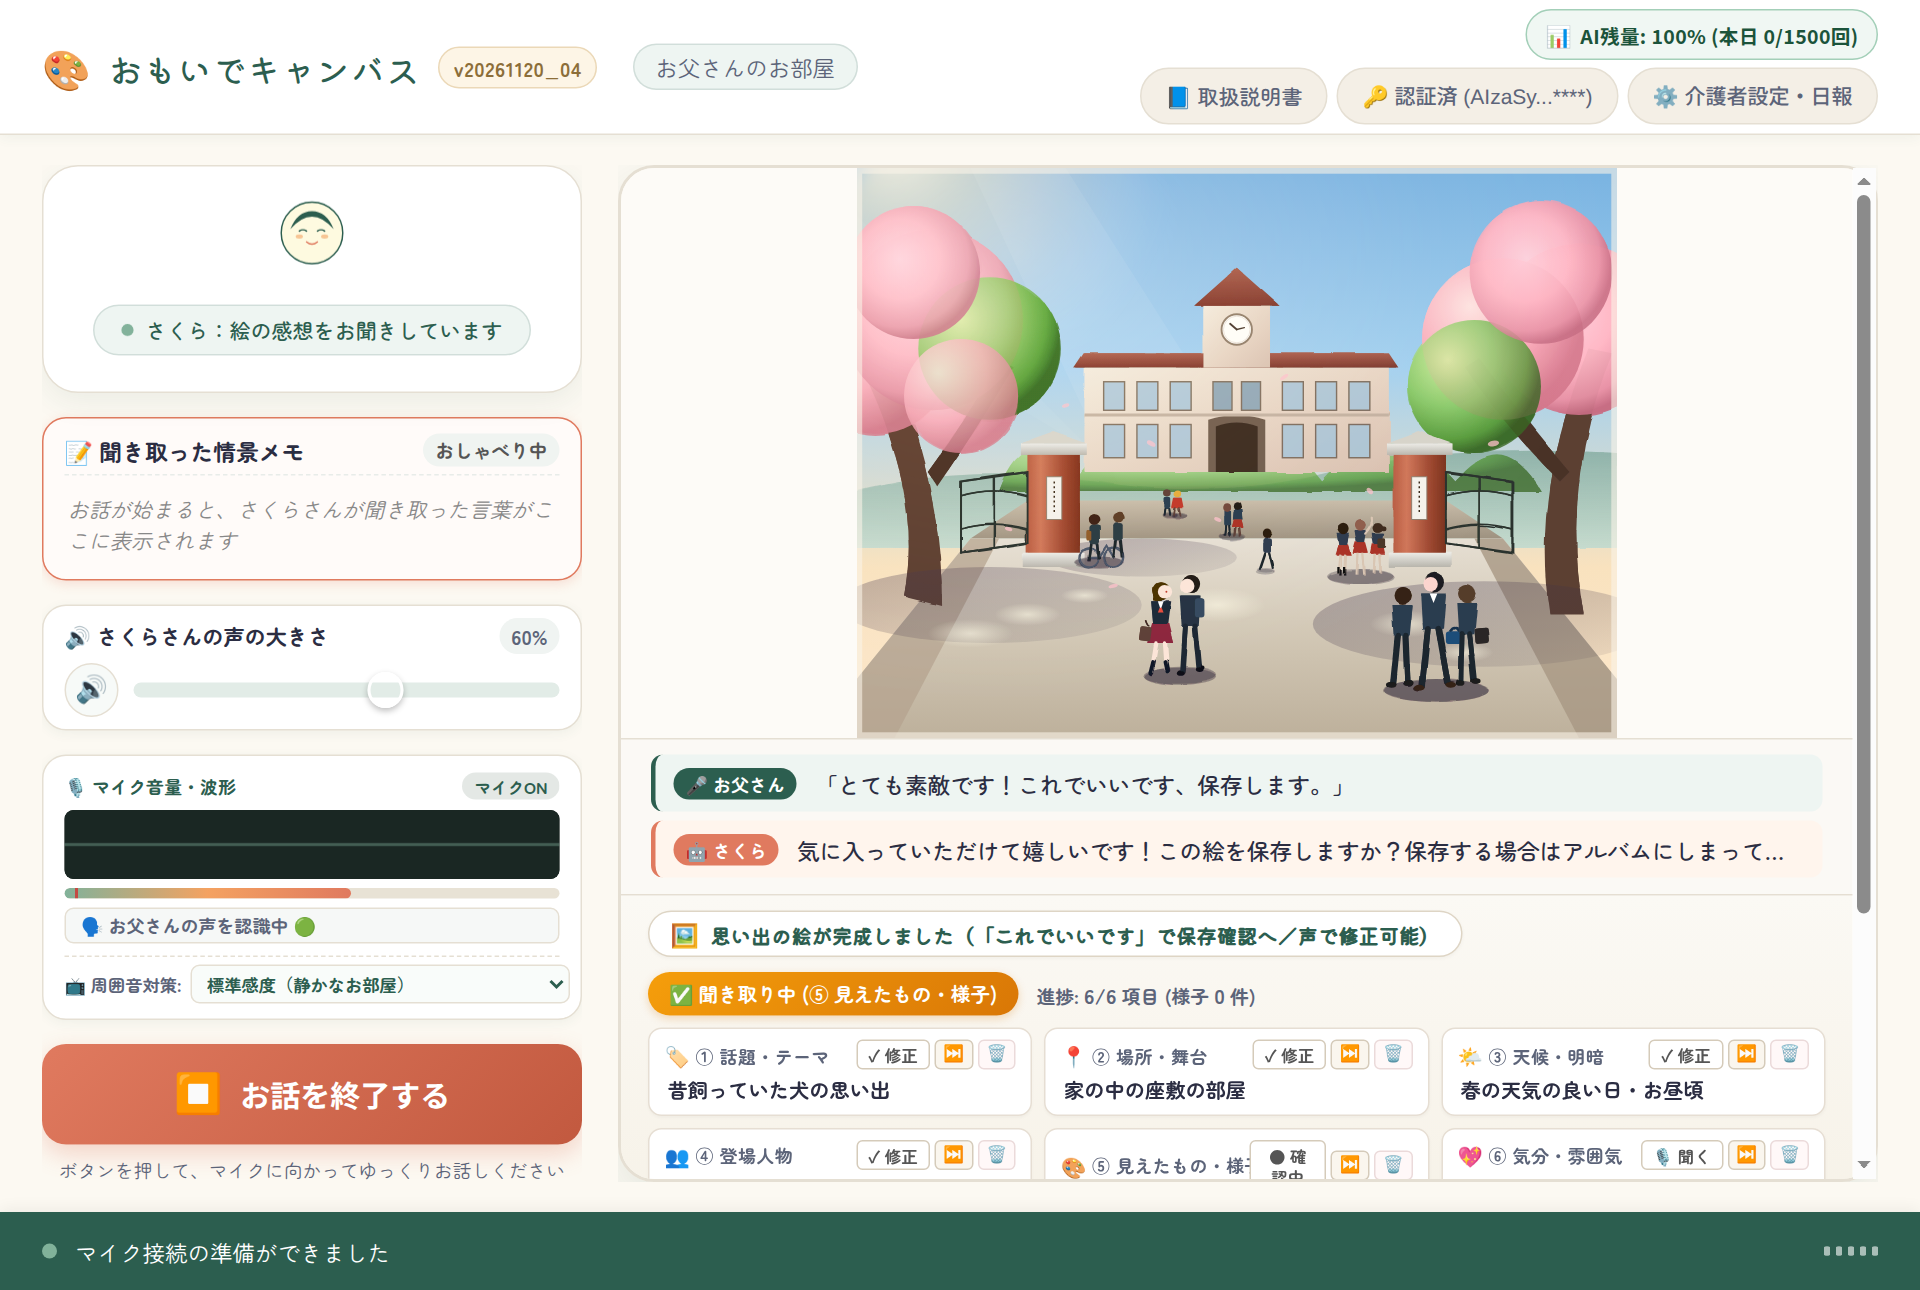 おもいでキャンバス
v20261120_04
お父さんのお部屋
AI残量: 100% (本日 0/1500回)
取扱説明書
認証済 (AIzaSy...****)
介護者設定・日報
さくら：絵の感想をお聞きしています
聞き取った情景メモ
おしゃべり中
お話が始まると、さくらさんが聞き取った言葉がこ
こに表示されます
さくらさんの声の大きさ
60%
マイク音量・波形
マイクON
お父さんの声を認識中
周囲音対策:
標準感度（静かなお部屋）
お話を終了する
ボタンを押して、マイクに向かってゆっくりお話しください
お父さん
「とても素敵です！これでいいです、保存します。」
さくら
気に入っていただけて嬉しいです！この絵を保存しますか？保存する場合はアルバムにしまって...
思い出の絵が完成しました（「これでいいです」で保存確認へ／声で修正可能）
聞き取り中 (⑤ 見えたもの・様子)
進捗: 6/6 項目 (様子 0 件)
① 話題・テーマ
✓ 修正
昔飼っていた犬の思い出
② 場所・舞台
✓ 修正
家の中の座敷の部屋
③ 天候・明暗
✓ 修正
春の天気の良い日・お昼頃
④ 登場人物
✓ 修正
⑤ 見えたもの・様子
● 確
認中
⑥ 気分・雰囲気
聞く
マイク接続の準備ができました